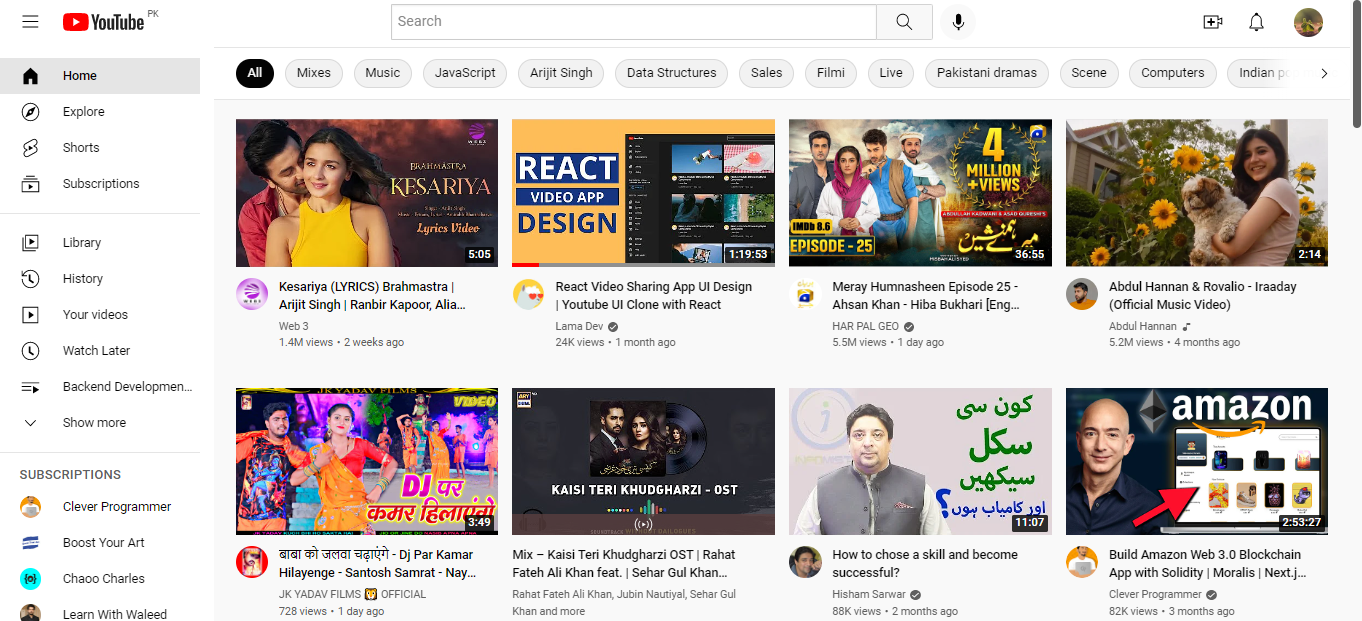 YouTube PK
Search
Home
Explore
Shorts
Subscriptions
Library
History
Your videos
Watch Later
Backend Developmen...
Show more
SUBSCRIPTIONS
Clever Programmer
Boost Your Art
Chaoo Charles
Learn With Waleed
All
Mixes
Music
JavaScript
Arijit Singh
Data Structures
Sales
Filmi
Live
Pakistani dramas
Scene
Computers
Indian
BRAHMASTRA
KESARIYA
Lyrics Video
5:05
Kesariya (LYRICS) Brahmastra |
Arijit Singh | Ranbir Kapoor, Alia...
Web 3
1.4M views • 2 weeks ago
REACT
VIDEO APP
DESIGN
1:19:53
React Video Sharing App UI Design
| Youtube UI Clone with React
Lama Dev
24K views • 1 month ago
4
MILLION
+VIEWS
ABDULLAH KADWANI & ASAD QURESHI'S
IMDb 8.6
EPISODE - 25
میرے ہمنشیں
36:55
Meray Humnasheen Episode 25 -
Ahsan Khan - Hiba Bukhari [Eng...
HAR PAL GEO
5.5M views • 1 day ago
2:14
Abdul Hannan & Rovalio - Iraaday
(Official Music Video)
Abdul Hannan
5.2M views • 4 months ago
JK YADAV FILMS
VIDEO
DJ पर
कमर हिलाएंगे
3:49
बाबा को जलवा चढ़ाएंगे - Dj Par Kamar
Hilayenge - Santosh Samrat - Nay...
JK YADAV FILMS 🐯 OFFICIAL
728 views • 1 day ago
ARY
KAISI TERI KHUDGHARZI - OST
Mix – Kaisi Teri Khudgharzi OST | Rahat
Fateh Ali Khan feat. | Sehar Gul Khan...
Rahat Fateh Ali Khan, Jubin Nautiyal, Sehar Gul
Khan and more
کون سی
سکل
سیکھیں
اور کامیاب ہوں؟
11:07
How to chose a skill and become
successful?
Hisham Sarwar
88K views • 2 months ago
amazon
2:53:27
Build Amazon Web 3.0 Blockchain
App with Solidity | Moralis | Next.j...
Clever Programmer
82K views • 3 months ago